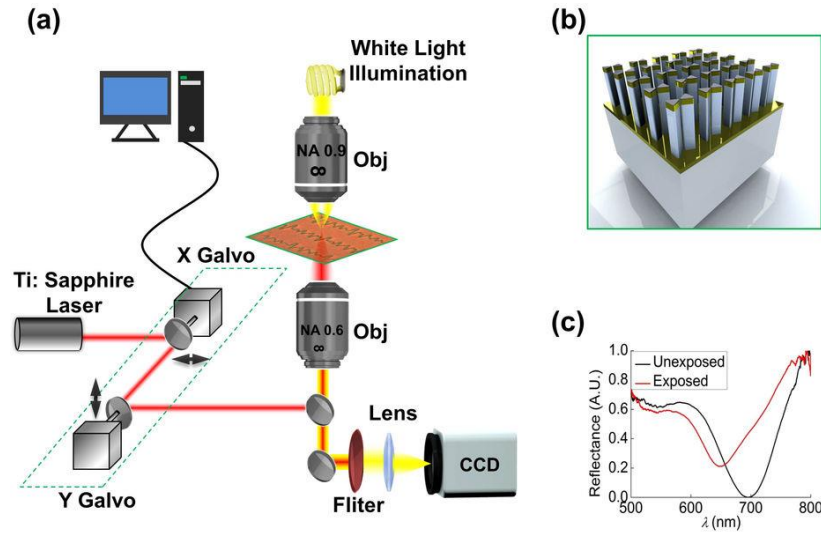 (a)
White Light
Illumination
NA 0.9
∞
Obj
X Galvo
Ti: Sapphire
Laser
NA 0.6
∞
Obj
Lens
CCD
Y Galvo
Fliter
(b)
(c)
Unexposed
Exposed
Reflectance (A.U.)
1.0
0.8
0.6
0.4
0.2
0.0
500 600 700 800
λ (nm)